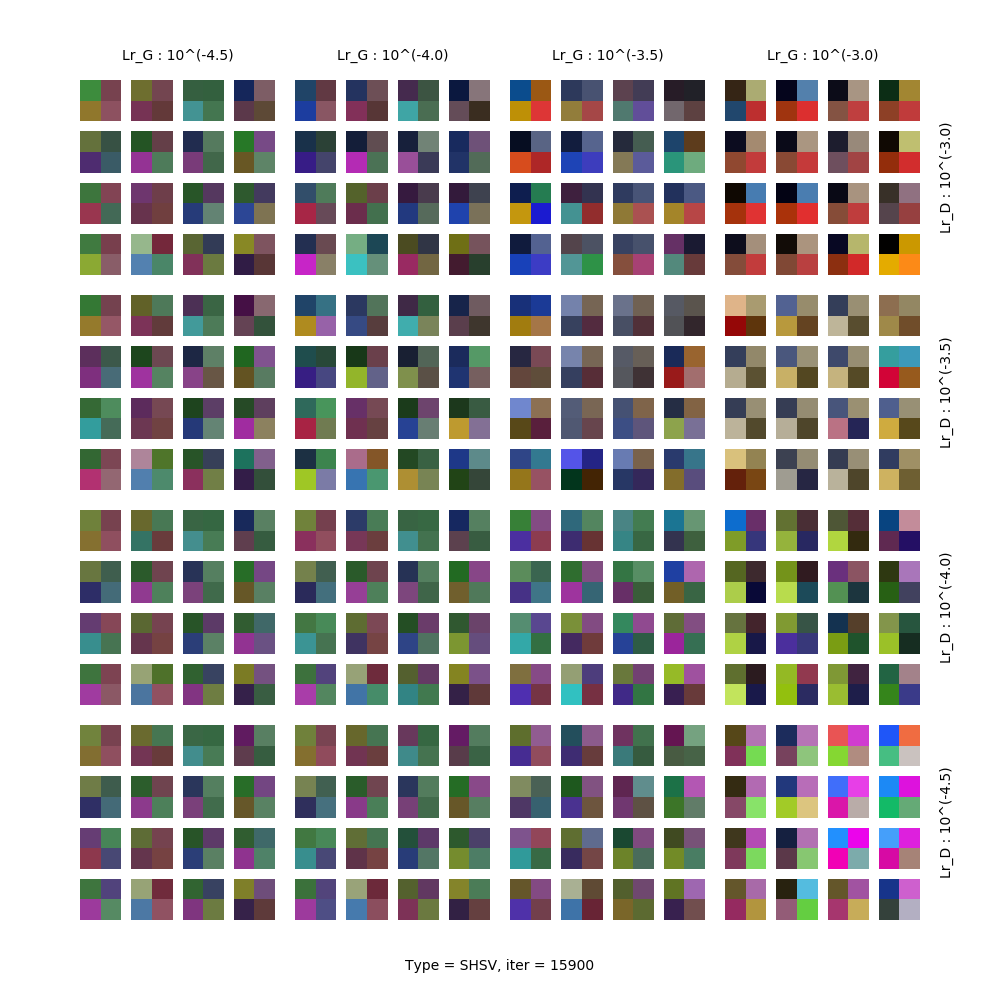 Lr_G : 10^(-4.5)
Lr_G : 10^(-4.0)
Lr_G : 10^(-3.5)
Lr_G : 10^(-3.0)
Lr_D : 10^(-3.0)
Lr_D : 10^(-3.5)
Lr_D : 10^(-4.0)
Lr_D : 10^(-4.5)
Type = SHSV, iter = 15900